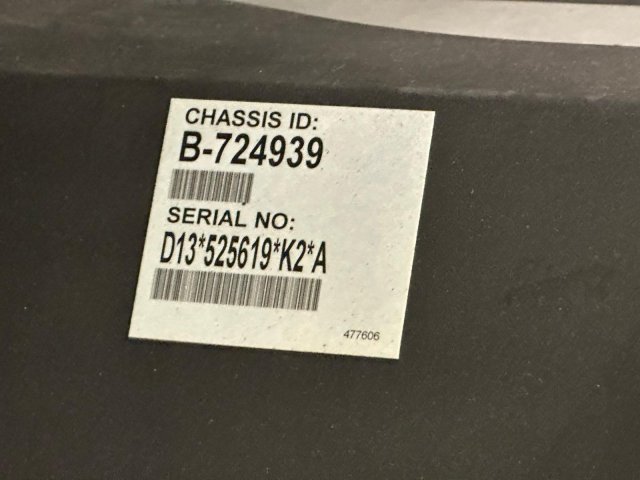 CHASSIS ID:
B-724939
SERIAL NO:
D13*525619*K2*A
477606